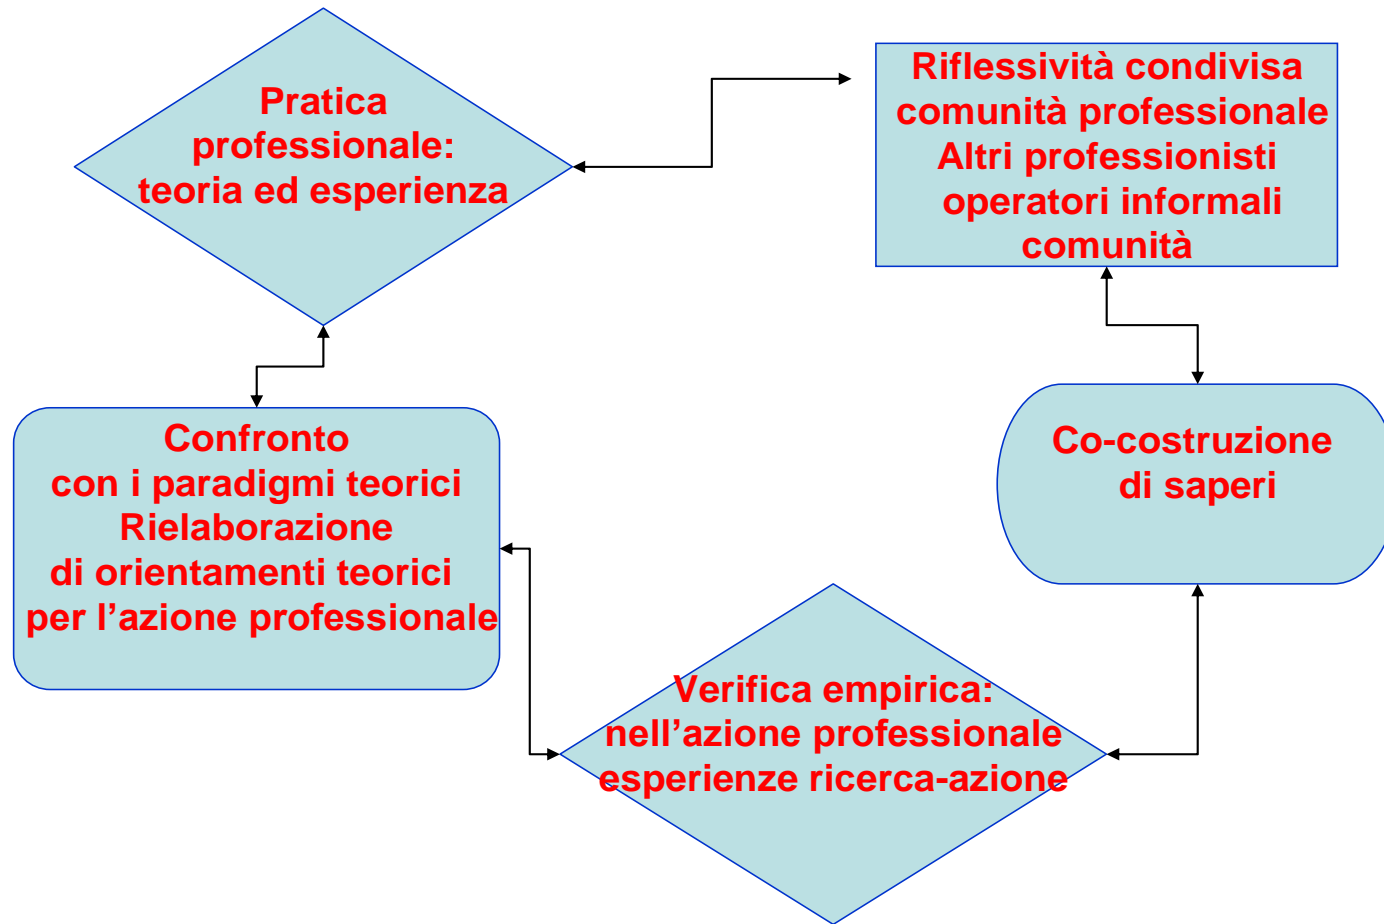 Pratica
professionale:
teoria ed esperienza
Riflessività condivisa
comunità professionale
Altri professionisti
operatori informali
comunità
Confronto
con i paradigmi teorici
Rielaborazione
di orientamenti teorici
per l’azione professionale
Co-costruzione
di saperi
Verifica empirica:
nell’azione professionale
esperienze ricerca-azione